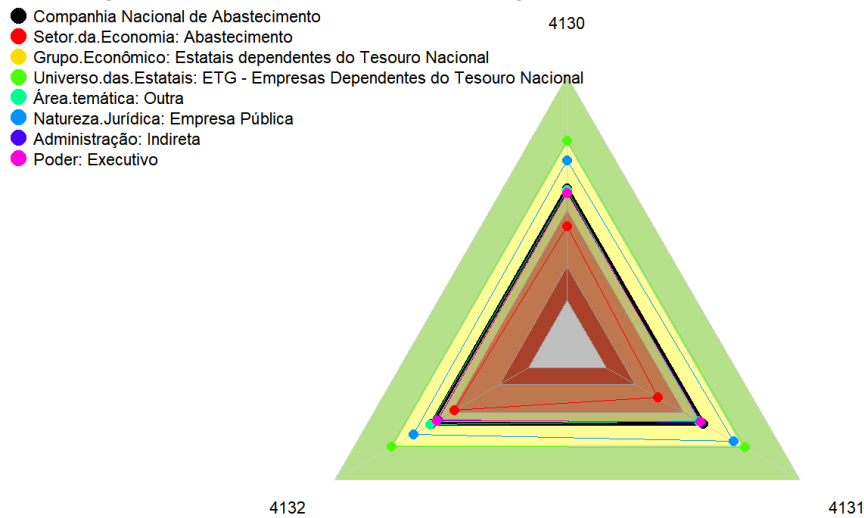 Companhia Nacional de Abastecimento
Setor.da.Economia: Abastecimento
Grupo.Econômico: Estatais dependentes do Tesouro Nacional
Universo.das.Estatais: ETG - Empresas Dependentes do Tesouro Nacional
Área.temática: Outra
Natureza.Jurídica: Empresa Pública
Administração: Indireta
Poder: Executivo
4130
4132
4131